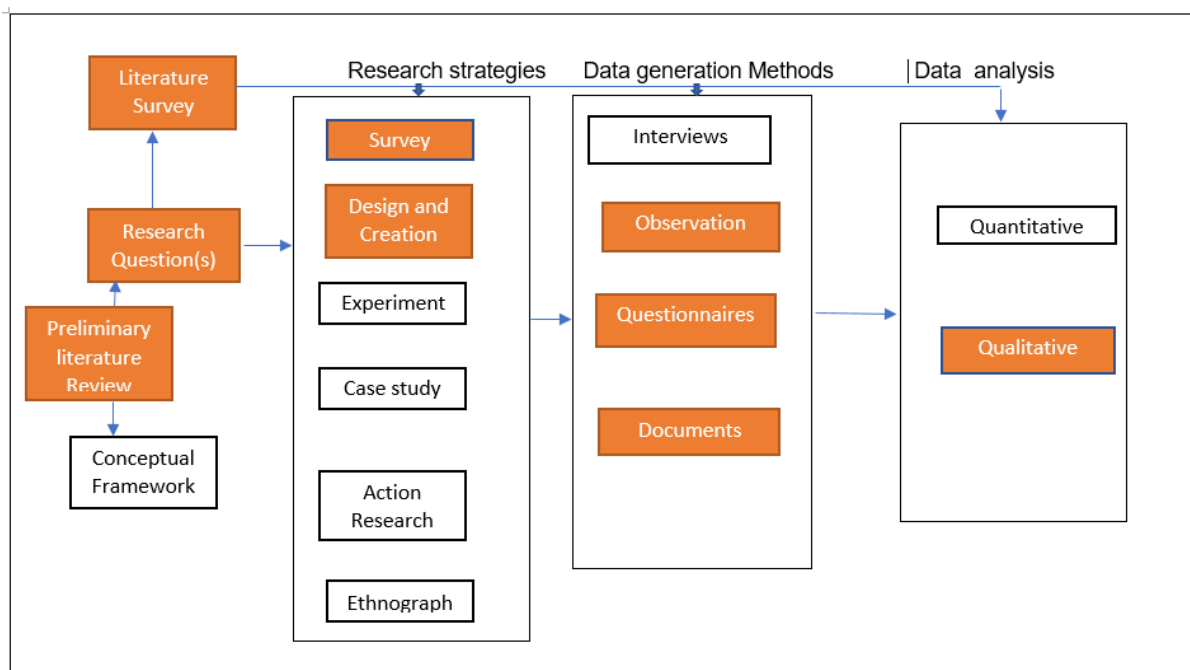 Literature
Survey
Research
Question(s)
Preliminary
literature
Review
Conceptual
Framework
Research strategies
Survey
Design and
Creation
Experiment
Case study
Action
Research
Ethnograph
Data generation Methods
Interviews
Observation
Questionnaires
Documents
Data analysis
Quantitative
Qualitative